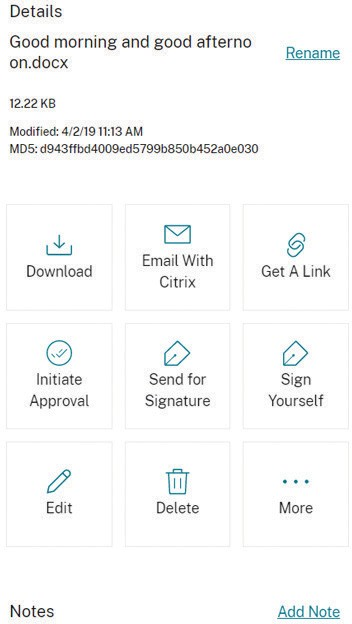 Details
Good morning and good afterno
on.docx
Rename
12.22 KB
Modified: 4/2/19 11:13 AM
MD5: d943ffbd4009ed5799b850b452a0e030
Download
Email With
Citrix
Get A Link
Initiate
Approval
Send for
Signature
Sign
Yourself
Edit
Delete
More
Notes
Add Note